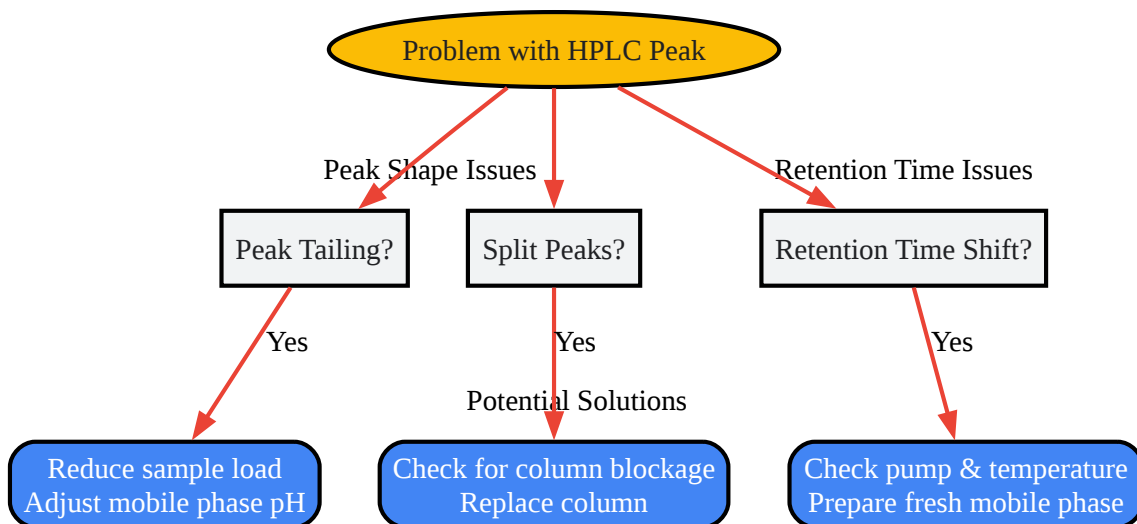 Problem with HPLC Peak
Peak Shape Issues
Retention Time Issues
Peak Tailing?
Split Peaks?
Retention Time Shift?
Yes
Yes
Yes
Potential Solutions
Reduce sample load
Adjust mobile phase pH
Check for column blockage
Replace column
Check pump & temperature
Prepare fresh mobile phase